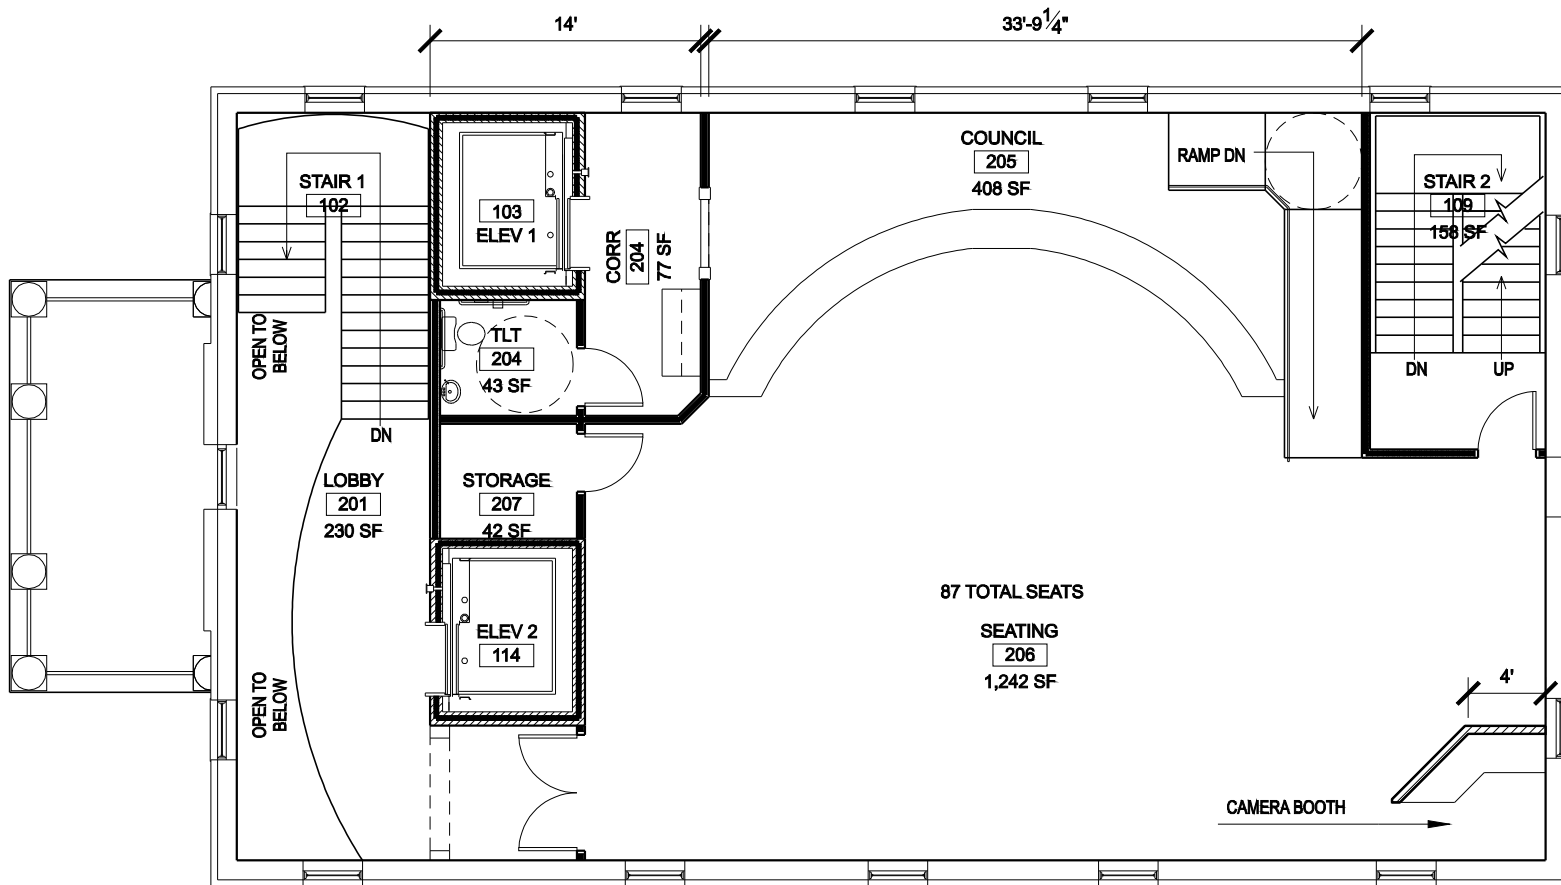 14'
33'-9 1/4"
STAIR 1
102
103
ELEV 1
CORR
204
77 SF
COUNCIL
205
408 SF
RAMP DN
STAIR 2
109
158 SF
OPEN TO
BELOW
TLT
204
43 SF
DN
UP
DN
LOBBY
201
230 SF
STORAGE
207
42 SF
87 TOTAL SEATS
ELEV 2
114
SEATING
206
1,242 SF
OPEN TO
BELOW
4'
CAMERA BOOTH